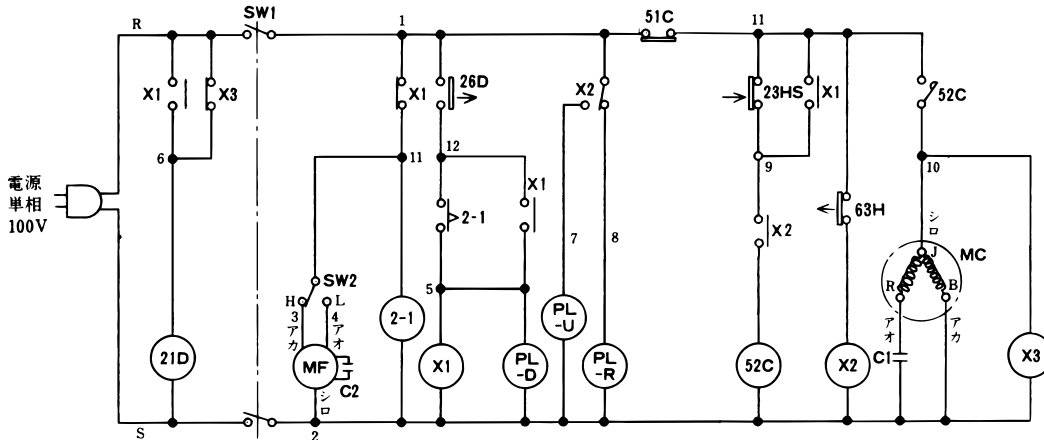 SW1
R
1
51C
11
X1
X3
X1
26D
X2
23HS
X1
52C
6
11
12
9
10
電源
単相
100V
2-1
X1
7
8
X2
63H
シロ
J
MC
R
B
SW2
H
L
3
4
アカ
アオ
5
アオ
アカ
21D
MF
C2
シロ
2-1
X1
PL
-D
PL
-U
PL
-R
52C
X2
C1
X3
S
2